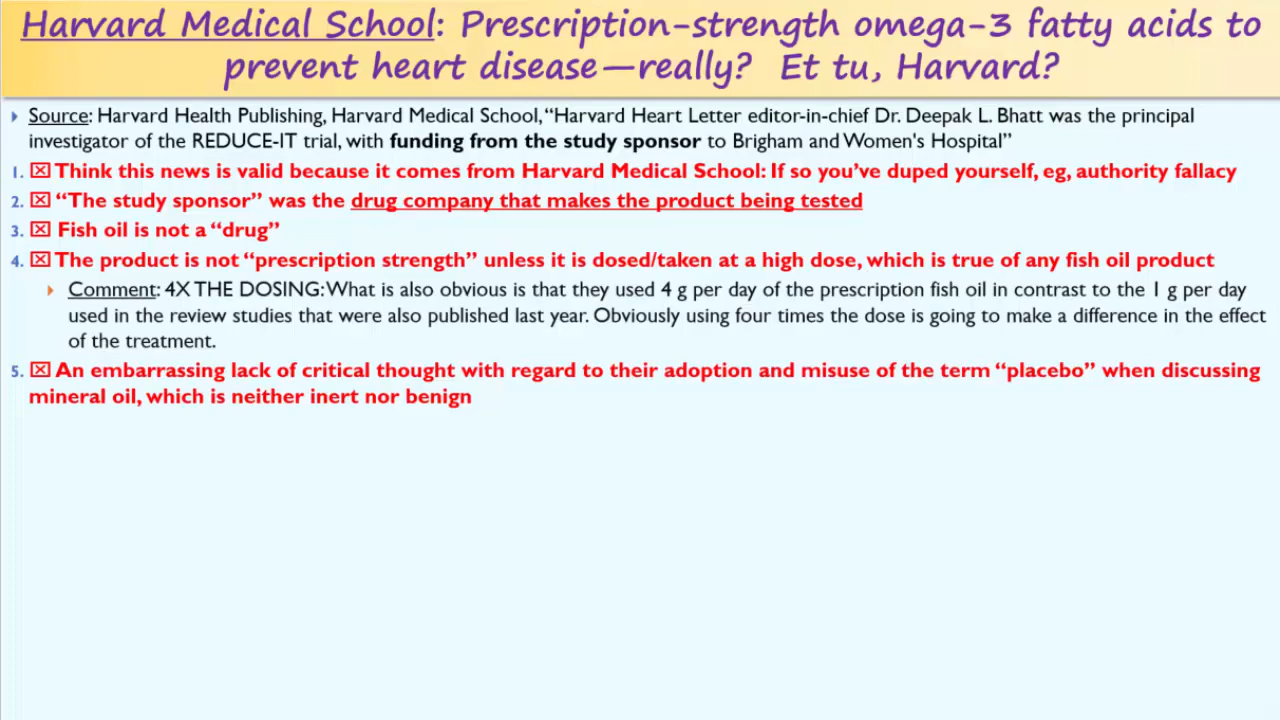 Harvard Medical School: Prescription-strength omega-3 fatty acids to
prevent heart disease—really? Et tu, Harvard?
Source: Harvard Health Publishing, Harvard Medical School, “Harvard Heart Letter editor-in-chief Dr. Deepak L. Bhatt was the principal
investigator of the REDUCE-IT trial, with funding from the study sponsor to Brigham and Women's Hospital”
1. ☒ Think this news is valid because it comes from Harvard Medical School: If so you’ve duped yourself, eg, authority fallacy
2. ☒ “The study sponsor” was the drug company that makes the product being tested
3. ☒ Fish oil is not a “drug”
4. ☒ The product is not “prescription strength” unless it is dosed/taken at a high dose, which is true of any fish oil product
Comment: 4X THE DOSING: What is also obvious is that they used 4 g per day of the prescription fish oil in contrast to the 1 g per day
used in the review studies that were also published last year. Obviously using four times the dose is going to make a difference in the effect
of the treatment.
5. ☒ An embarrassing lack of critical thought with regard to their adoption and misuse of the term “placebo” when discussing
mineral oil, which is neither inert nor benign